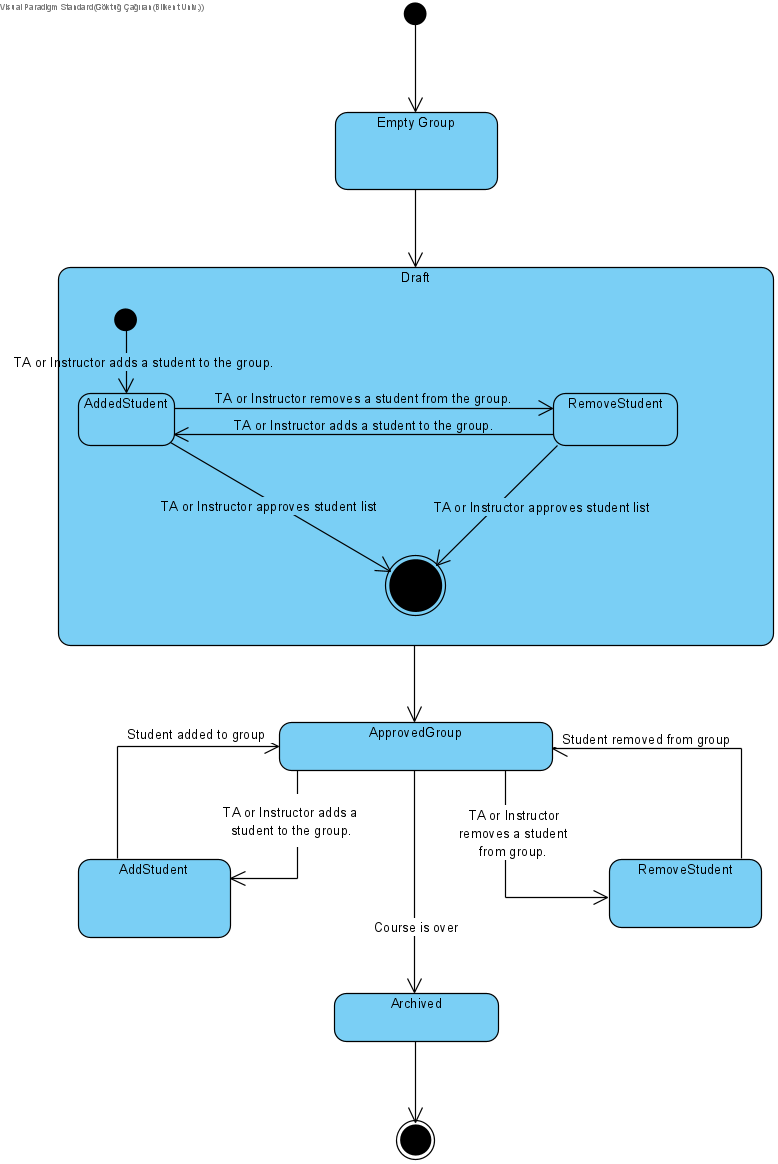 Visual Paradigm Standard(Göktuğ Çağıran(Bilkent Univ.))
Empty Group
Draft
TA or Instructor adds a student to the group.
AddedStudent
TA or Instructor removes a student from the group.
RemoveStudent
TA or Instructor adds a student to the group.
TA or Instructor approves student list
TA or Instructor approves student list
ApprovedGroup
Student added to group
Student removed from group
TA or Instructor adds a
student to the group.
TA or Instructor
removes a student
from group.
AddStudent
RemoveStudent
Course is over
Archived